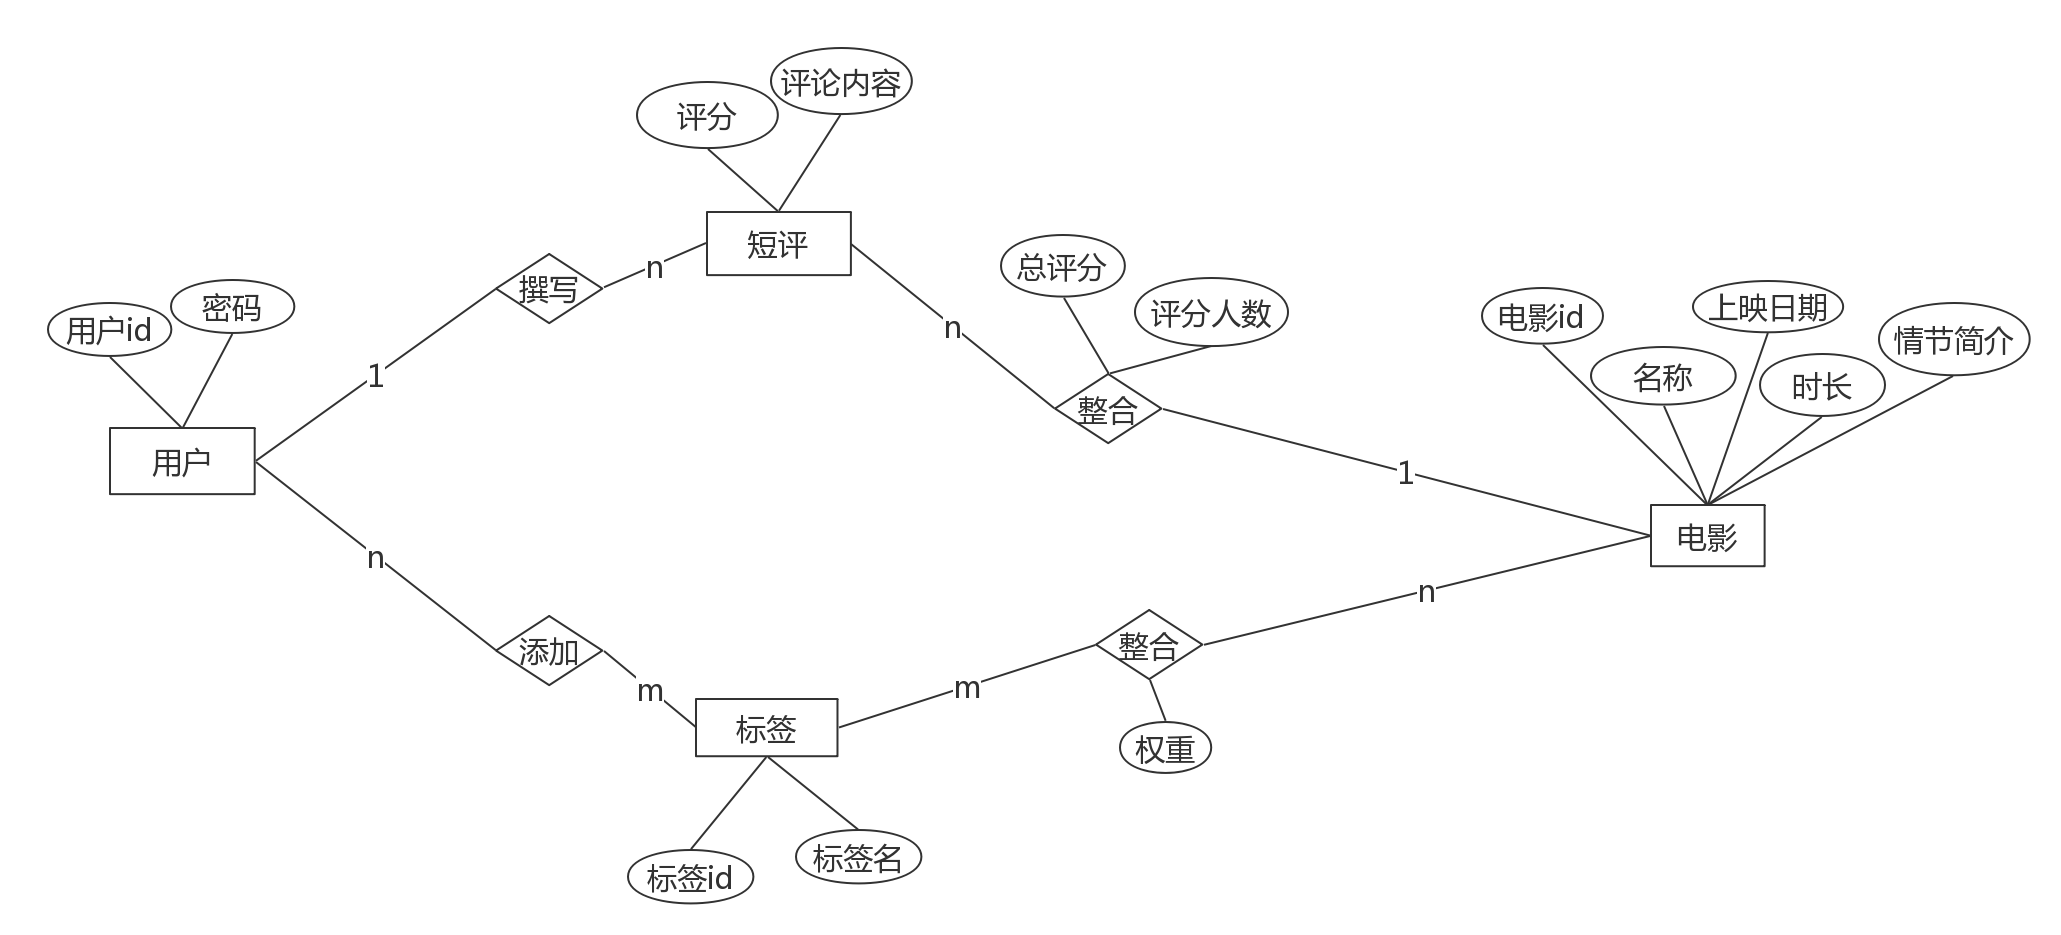 评论内容
评分
短评
撰写
n
总评分
评分人数
n
整合
用户id
密码
1
用户
电影id
上映日期
情节简介
名称
时长
1
电影
n
添加
m
标签
整合
n
m
权重
标签id
标签名